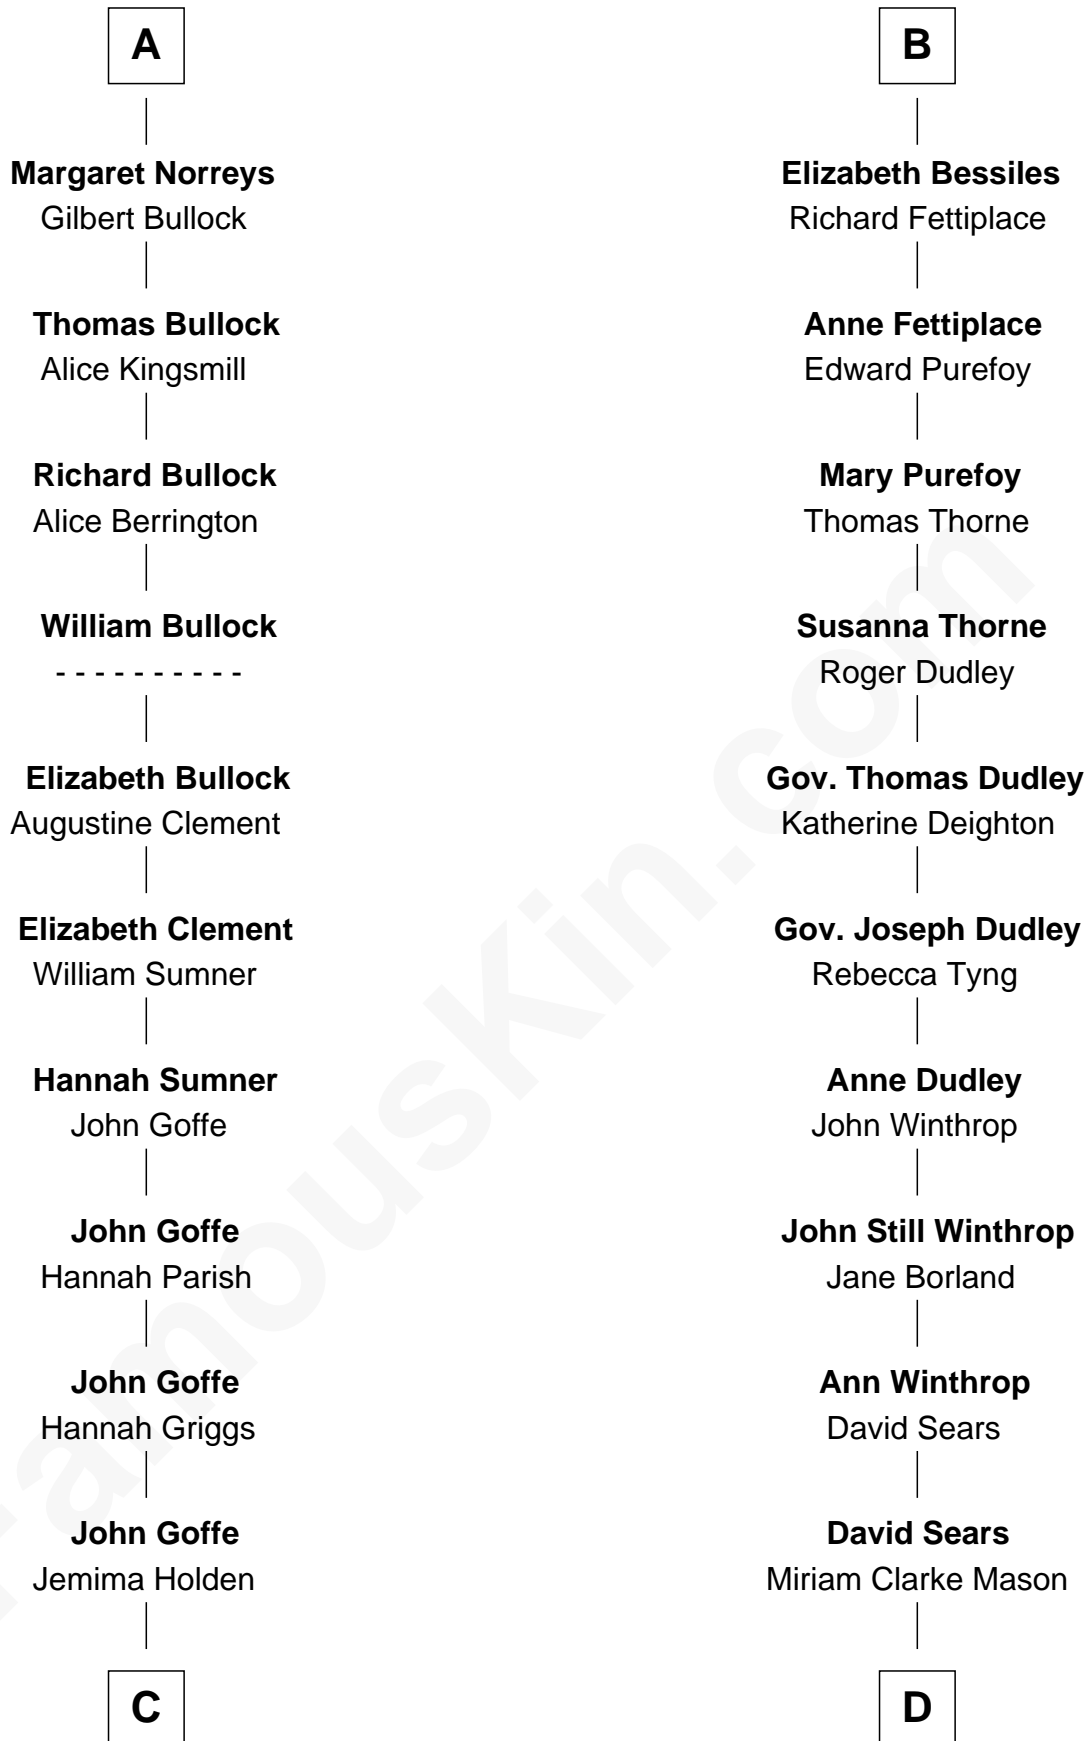 A
Margaret Norreys
Gilbert Bullock
Thomas Bullock
Alice Kingsmill
Richard Bullock
Alice Berrington
William Bullock
- - - - - - - - - -
Elizabeth Bullock
Augustine Clement
Elizabeth Clement
William Sumner
Hannah Sumner
John Goffe
John Goffe
Hannah Parish
John Goffe
Hannah Griggs
John Goffe
Jemima Holden
C
B
Elizabeth Bessiles
Richard Fettiplace
Anne Fettiplace
Edward Purefoy
Mary Purefoy
Thomas Thorne
Susanna Thorne
Roger Dudley
Gov. Thomas Dudley
Katherine Deighton
Gov. Joseph Dudley
Rebecca Tyng
Anne Dudley
John Winthrop
John Still Winthrop
Jane Borland
Ann Winthrop
David Sears
David Sears
Miriam Clarke Mason
D
FamousKin.com